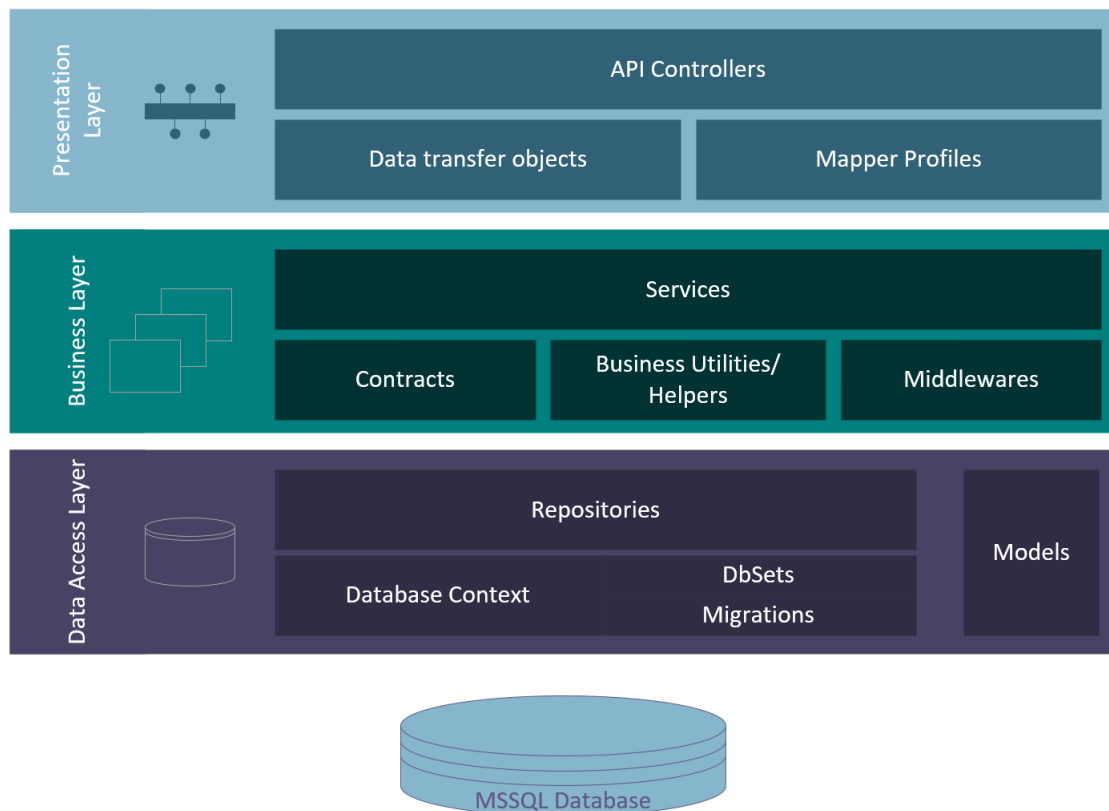 Presentation
Layer
API Controllers
Data transfer objects
Mapper Profiles
Business Layer
Services
Contracts
Business Utilities/
Helpers
Middlewares
Data Access Layer
Repositories
Database Context
DbSets
Migrations
Models
MSSQL Database